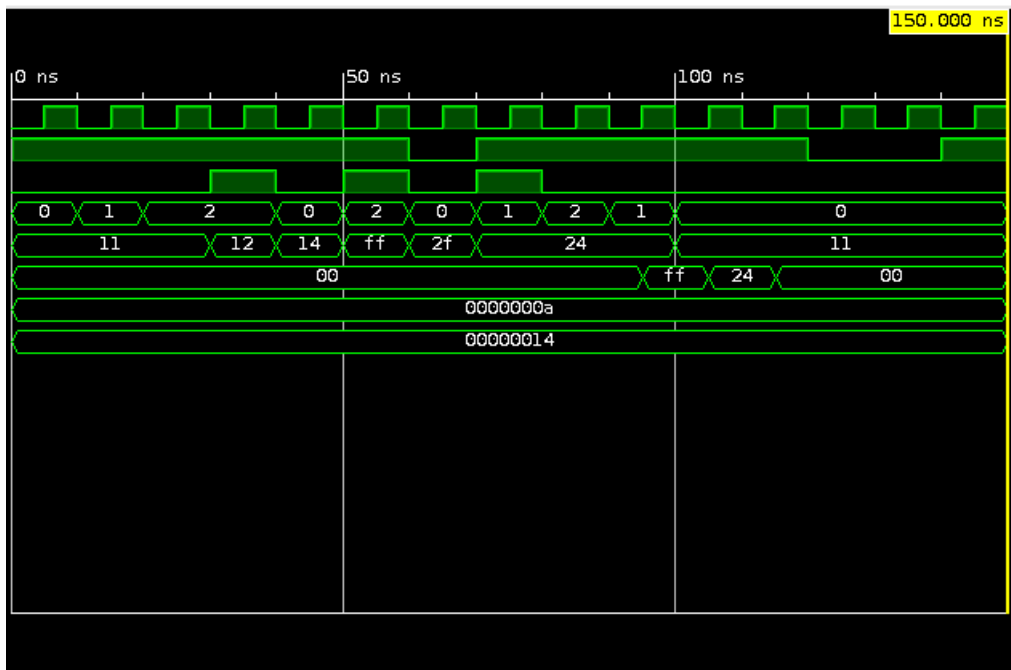 150.000 ns
0 ns 50 ns 100 ns
0 1 2 0 2 0 1 2 1 0
11 12 14 ff 2f 24 11
00 ff 24 00
0000000a
00000014